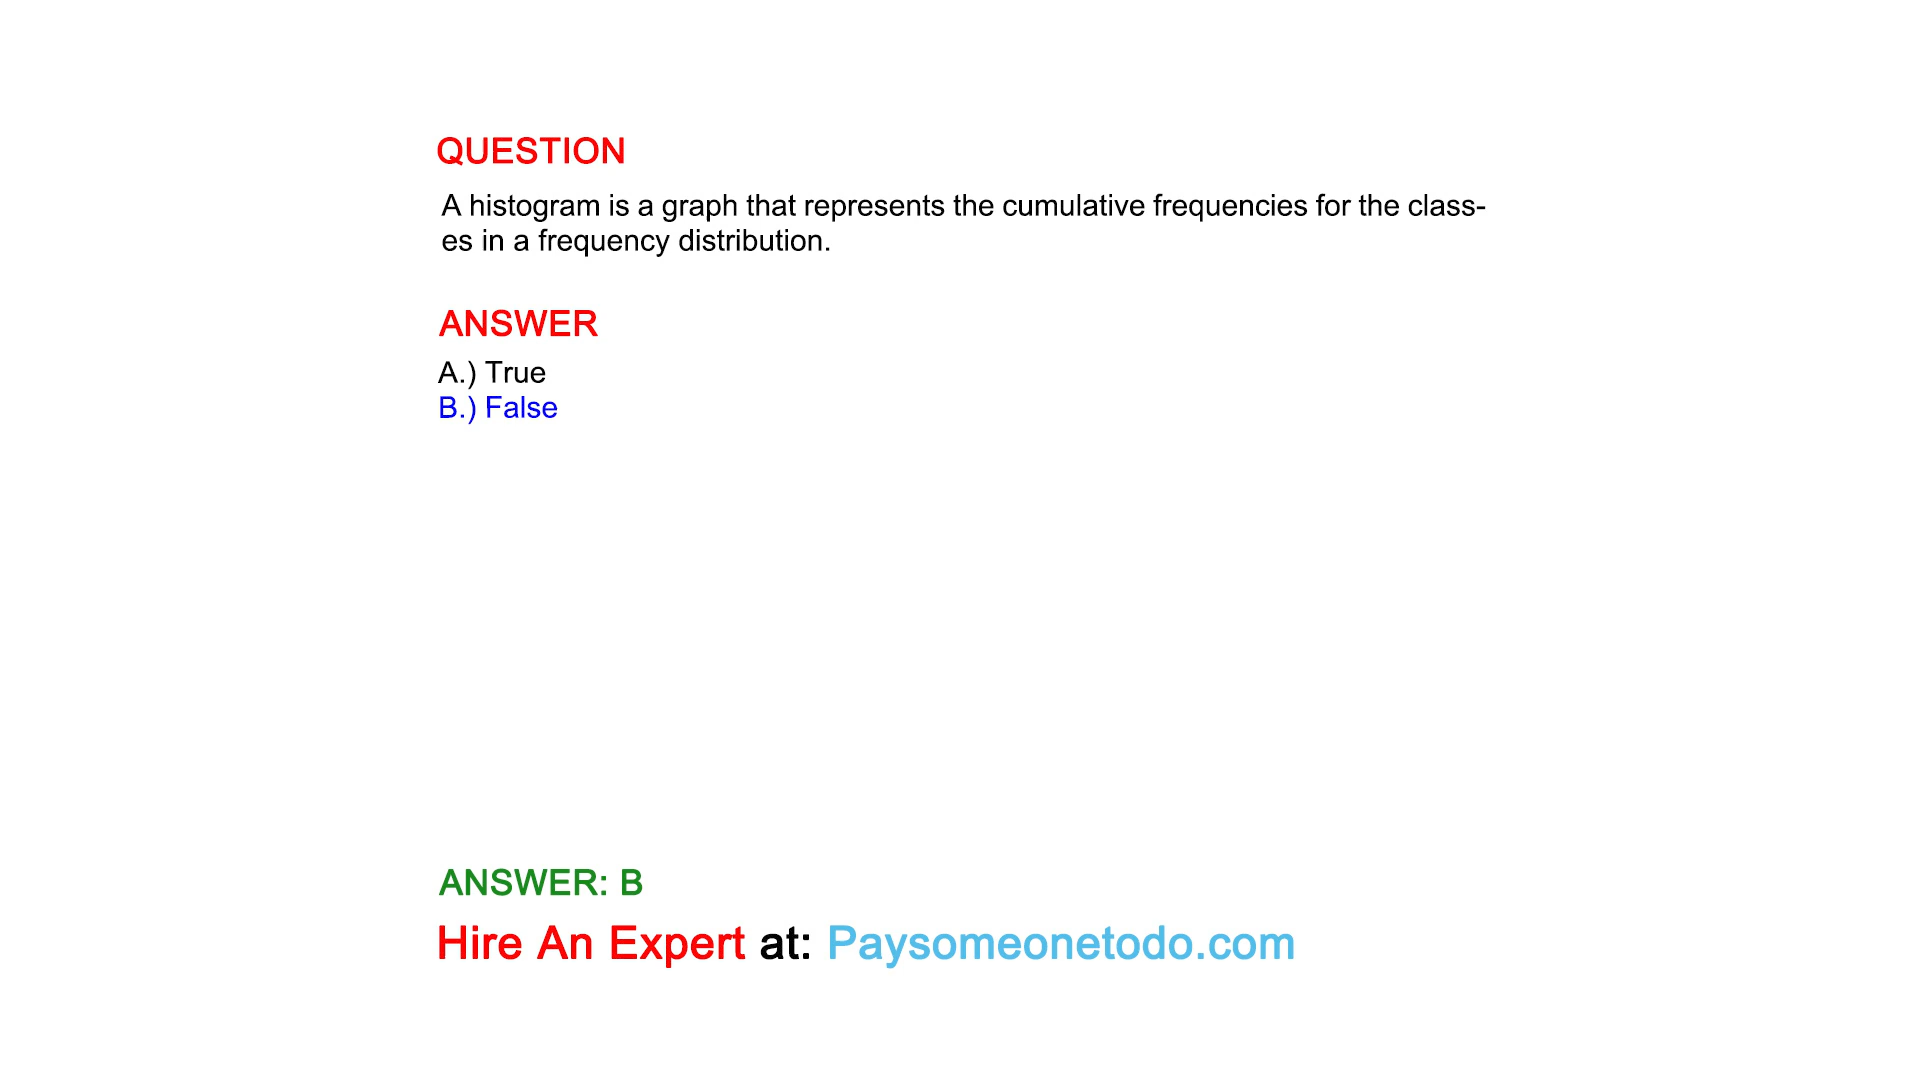 QUESTION
A histogram is a graph that represents the cumulative frequencies for the class-
es in a frequency distribution.
ANSWER
A.) True
B.) False
ANSWER: B
Hire An Expert at: Paysomeonetodo.com